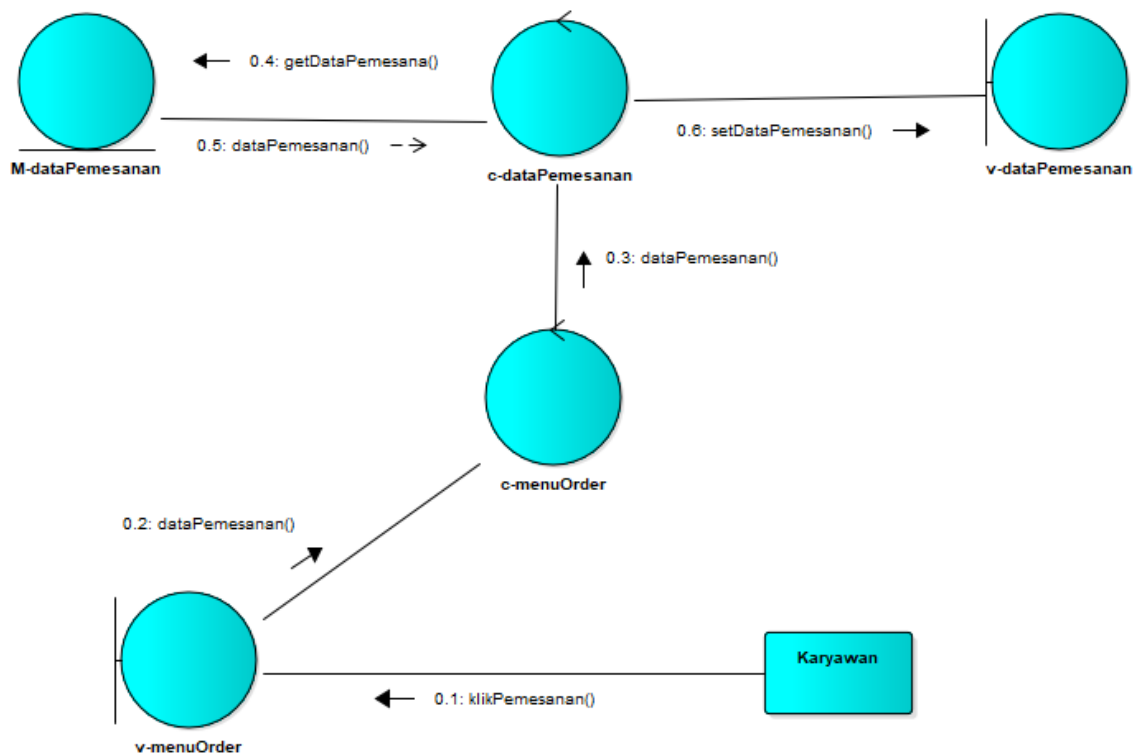 0.4: getDataPemesana()
0.5: dataPemesanan()
0.6: setDataPemesanan()
M-dataPemesanan
c-dataPemesanan
v-dataPemesanan
0.3: dataPemesanan()
c-menuOrder
0.2: dataPemesanan()
Karyawan
0.1: klikPemesanan()
v-menuOrder